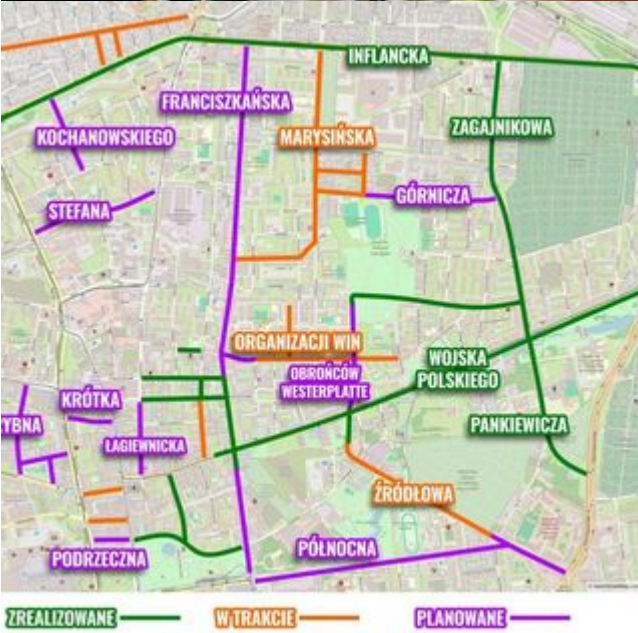 INFLANCKA
FRANCISZKAŃSKA
KOCHANOWSKIEGO
MARYSIŃSKA
ZAGAJNIKOWA
GÓRNICZA
STEFANA
ORGANIZACJI WIN
OBROŃCÓW
WESTERPLATTE
WOJSKA
POLSKIEGO
KRÓTKA
YBNA
ŁAGIEWNICKA
PANKIEWICZA
ŹRÓDŁOWA
PODRZECZNA
PÓŁNOCNA
ZREALIZOWANE
W TRAKCIE
PLANOWANE